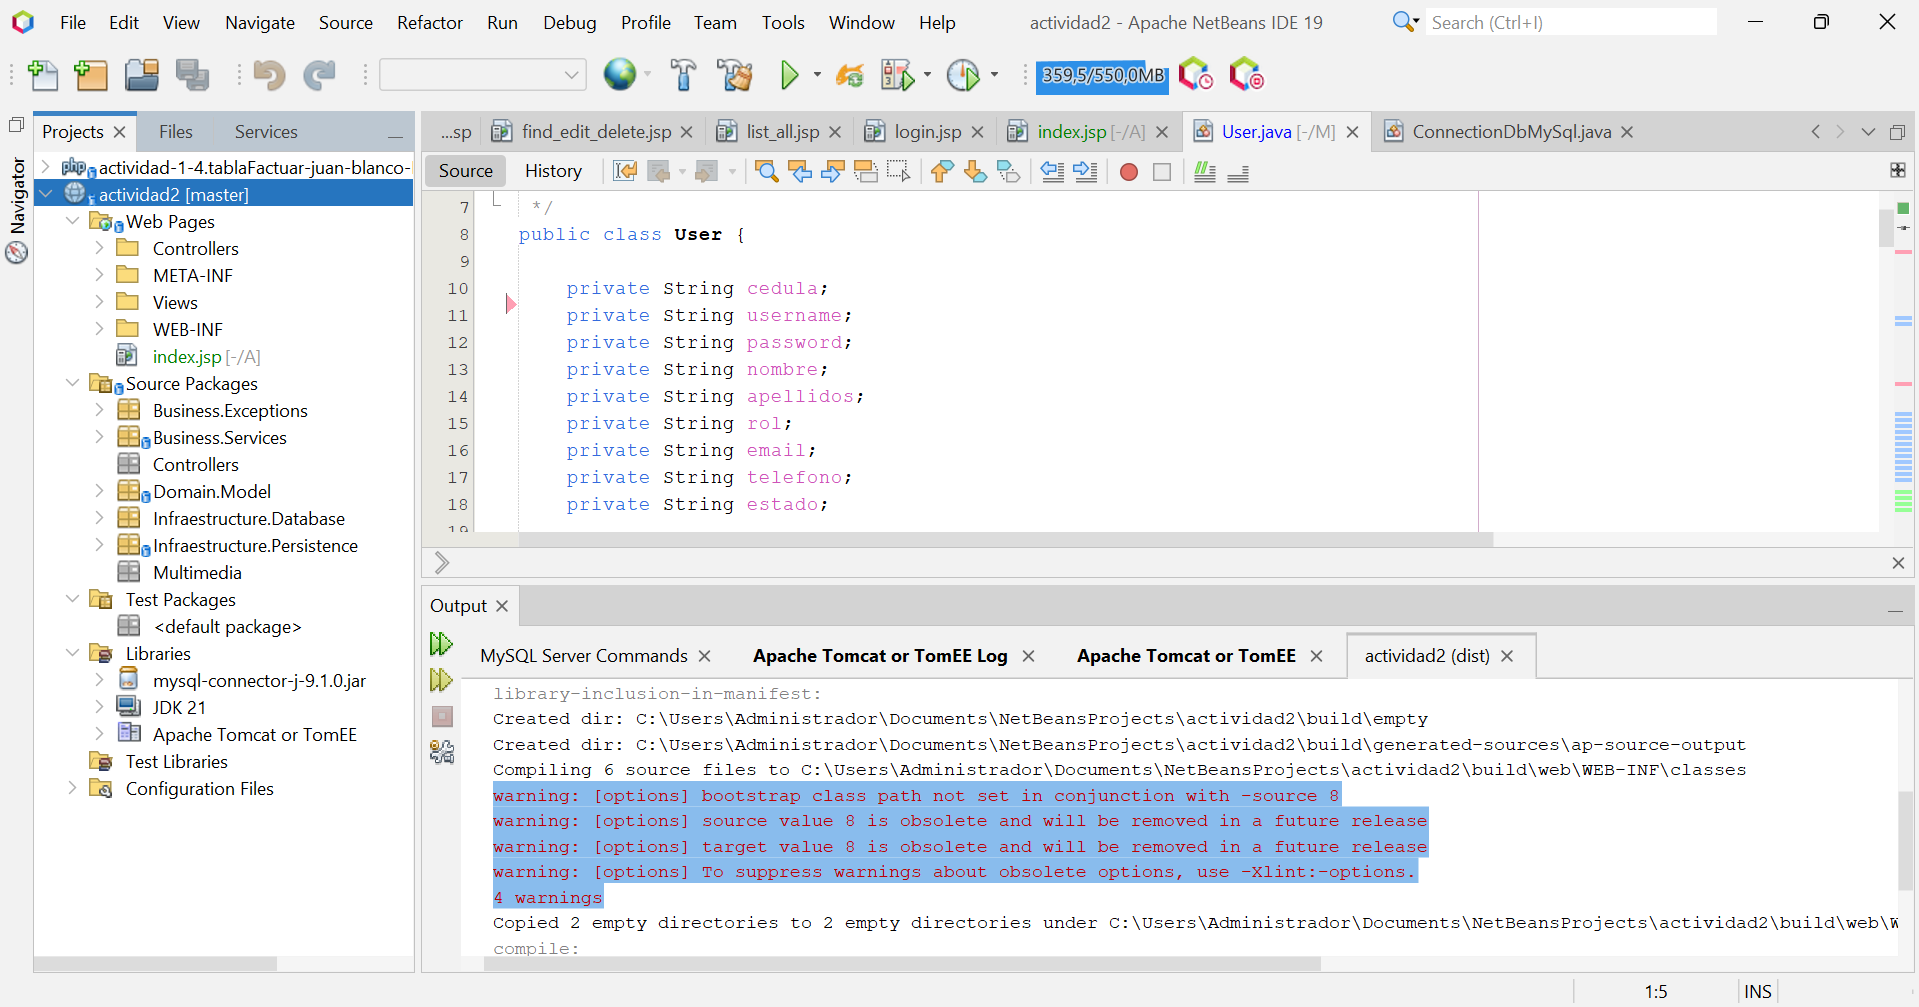 File Edit View Navigate Source Refactor Run Debug Profile Team Tools Window Help
actividad2 - Apache NetBeans IDE 19
Search (Ctrl+I)
359,5/550,0MB
Projects Files Services
Navigator
php actividad-1-4.tablaFactuar-juan-blanco-
actividad2 [master]
Web Pages
Controllers
META-INF
Views
WEB-INF
index.jsp [-/A]
Source Packages
Business.Exceptions
Business.Services
Controllers
Domain.Model
Infraestructure.Database
Infraestructure.Persistence
Multimedia
Test Packages
<default package>
Libraries
mysql-connector-j-9.1.0.jar
JDK 21
Apache Tomcat or TomEE
Test Libraries
Configuration Files
...sp find_edit_delete.jsp list_all.jsp login.jsp index.jsp [-/A] User.java [-/M] ConnectionDbMySql.java
Source History
7 */
8 public class User {
9
10 private String cedula;
11 private String username;
12 private String password;
13 private String nombre;
14 private String apellidos;
15 private String rol;
16 private String email;
17 private String telefono;
18 private String estado;
19
Output
MySQL Server Commands Apache Tomcat or TomEE Log Apache Tomcat or TomEE actividad2 (dist)
library-inclusion-in-manifest:
Created dir: C:\Users\Administrador\Documents\NetBeansProjects\actividad2\build\empty
Created dir: C:\Users\Administrador\Documents\NetBeansProjects\actividad2\build\generated-sources\ap-source-output
Compiling 6 source files to C:\Users\Administrador\Documents\NetBeansProjects\actividad2\build\web\WEB-INF\classes
warning: [options] bootstrap class path not set in conjunction with -source 8
warning: [options] source value 8 is obsolete and will be removed in a future release
warning: [options] target value 8 is obsolete and will be removed in a future release
warning: [options] To suppress warnings about obsolete options, use -Xlint:-options.
4 warnings
Copied 2 empty directories to 2 empty directories under C:\Users\Administrador\Documents\NetBeansProjects\actividad2\build\web\W
compile:
1:5 INS